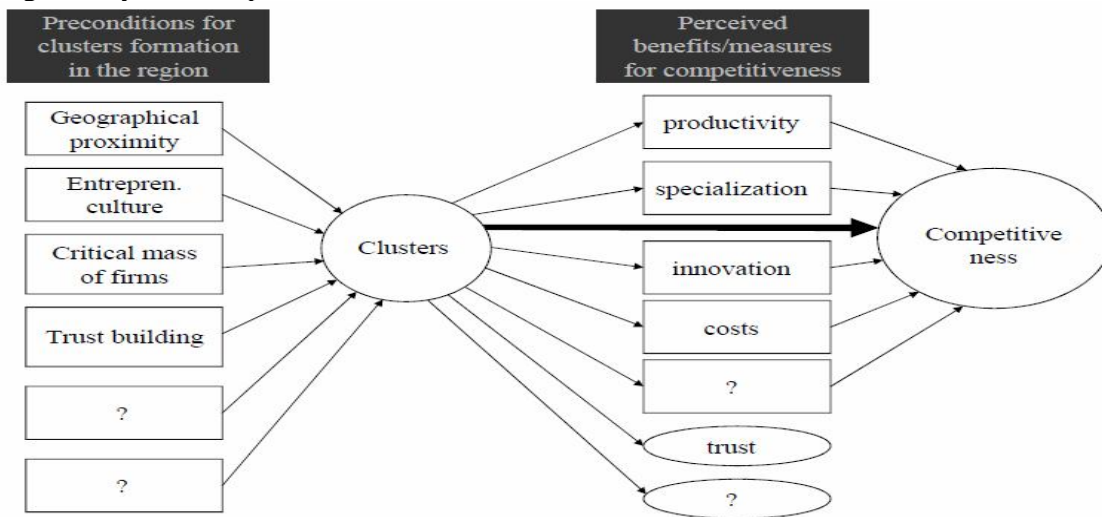 Preconditions for
clusters formation
in the region
Perceived
benefits/measures
for competitiveness
Geographical
proximity
Entrepren.
culture
Critical mass
of firms
Trust building
?
?
Clusters
productivity
specialization
innovation
costs
?
trust
?
Competitive
ness